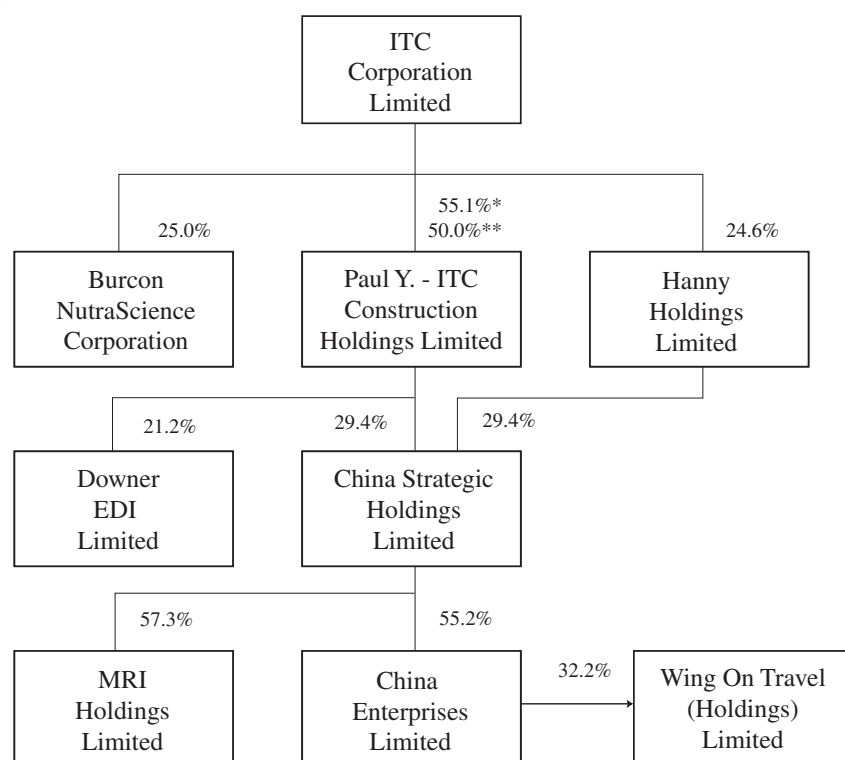 ITC
Corporation
Limited
55.1%*
25.0%
50.0%**
24.6%
Burcon
NutraScience
Corporation
Paul Y. - ITC
Construction
Holdings Limited
Hanny
Holdings
Limited
21.2%
29.4%
29.4%
Downer
EDI
Limited
China Strategic
Holdings
Limited
57.3%
55.2%
MRI
Holdings
Limited
China
Enterprises
Limited
32.2%
Wing On Travel
(Holdings)
Limited